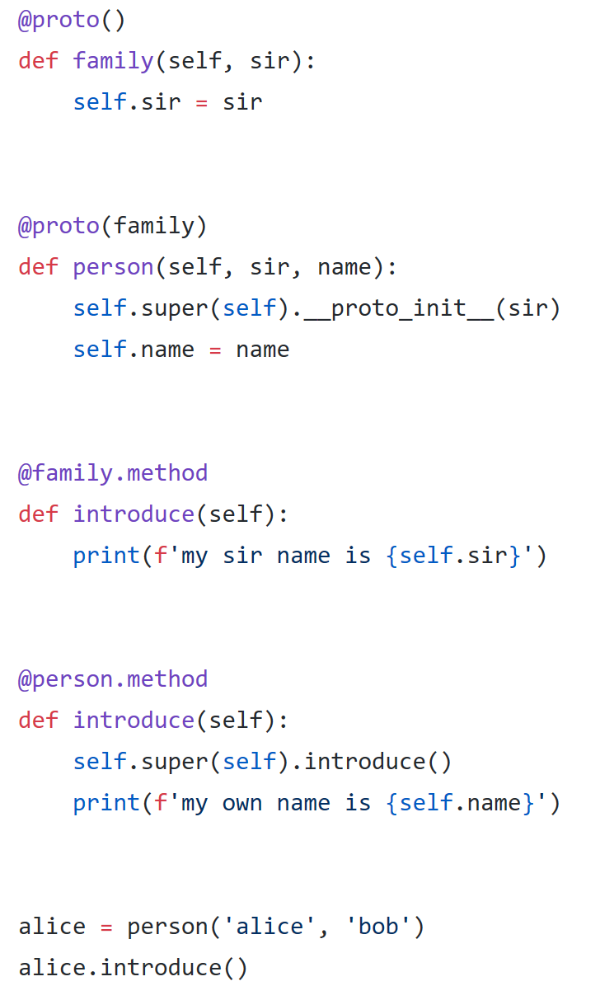 @proto()
def family(self, sir):
    self.sir = sir
@proto(family)
def person(self, sir, name):
    self.super(self).__proto_init__(sir)
    self.name = name
@family.method
def introduce(self):
    print(f'my sir name is {self.sir}')
@person.method
def introduce(self):
    self.super(self).introduce()
    print(f'my own name is {self.name}')
alice = person('alice', 'bob')
alice.introduce()